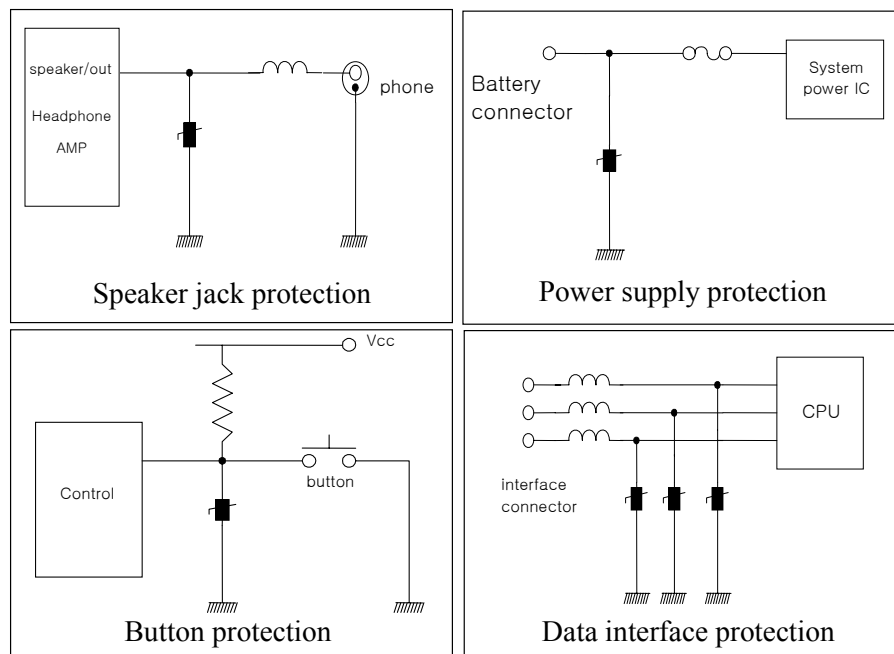 speaker/out
Headphone
AMP
phone
Speaker jack protection
Battery
connector
System
power IC
Power supply protection
Vcc
Control
button
Button protection
CPU
interface
connector
Data interface protection